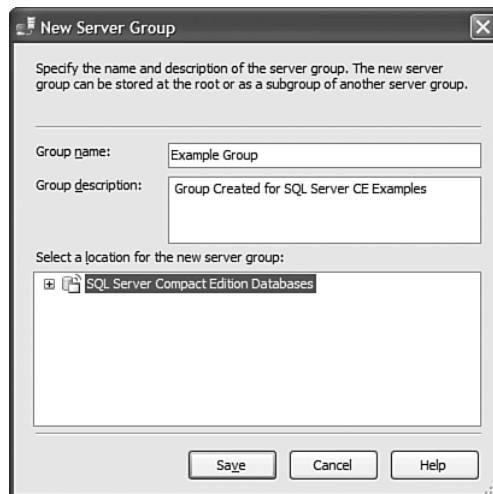 New Server Group
Specify the name and description of the server group. The new server
group can be stored at the root or as a subgroup of another server group.
Group name:
Example Group
Group description:
Group Created for SQL Server CE Examples
Select a location for the new server group:
SQL Server Compact Edition Databases
Save
Cancel
Help